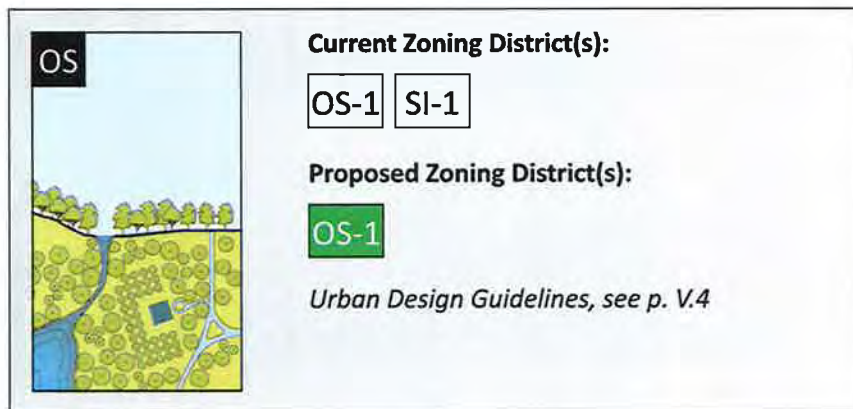 OS
Current Zoning District(s):
OS-1 SI-1
Proposed Zoning District(s):
OS-1
Urban Design Guidelines, see p. V.4